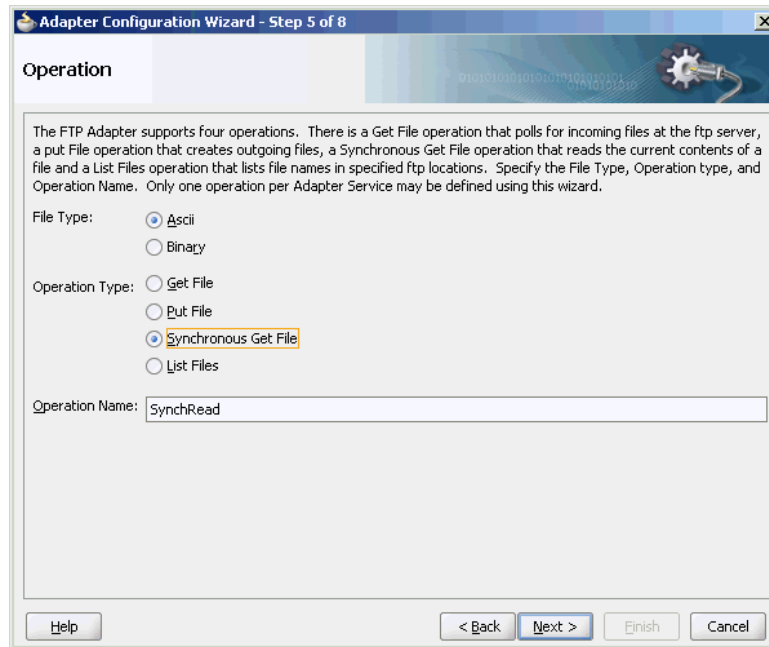 Adapter Configuration Wizard - Step 5 of 8
Operation
The FTP Adapter supports four operations. There is a Get File operation that polls for incoming files at the ftp server,
a put File operation that creates outgoing files, a Synchronous Get File operation that reads the current contents of a
file and a List Files operation that lists file names in specified ftp locations. Specify the File Type, Operation type, and
Operation Name. Only one operation per Adapter Service may be defined using this wizard.
File Type: Ascii
Binary
Operation Type: Get File
Put File
Synchronous Get File
List Files
Operation Name: SynchRead
Help < Back Next > Finish Cancel